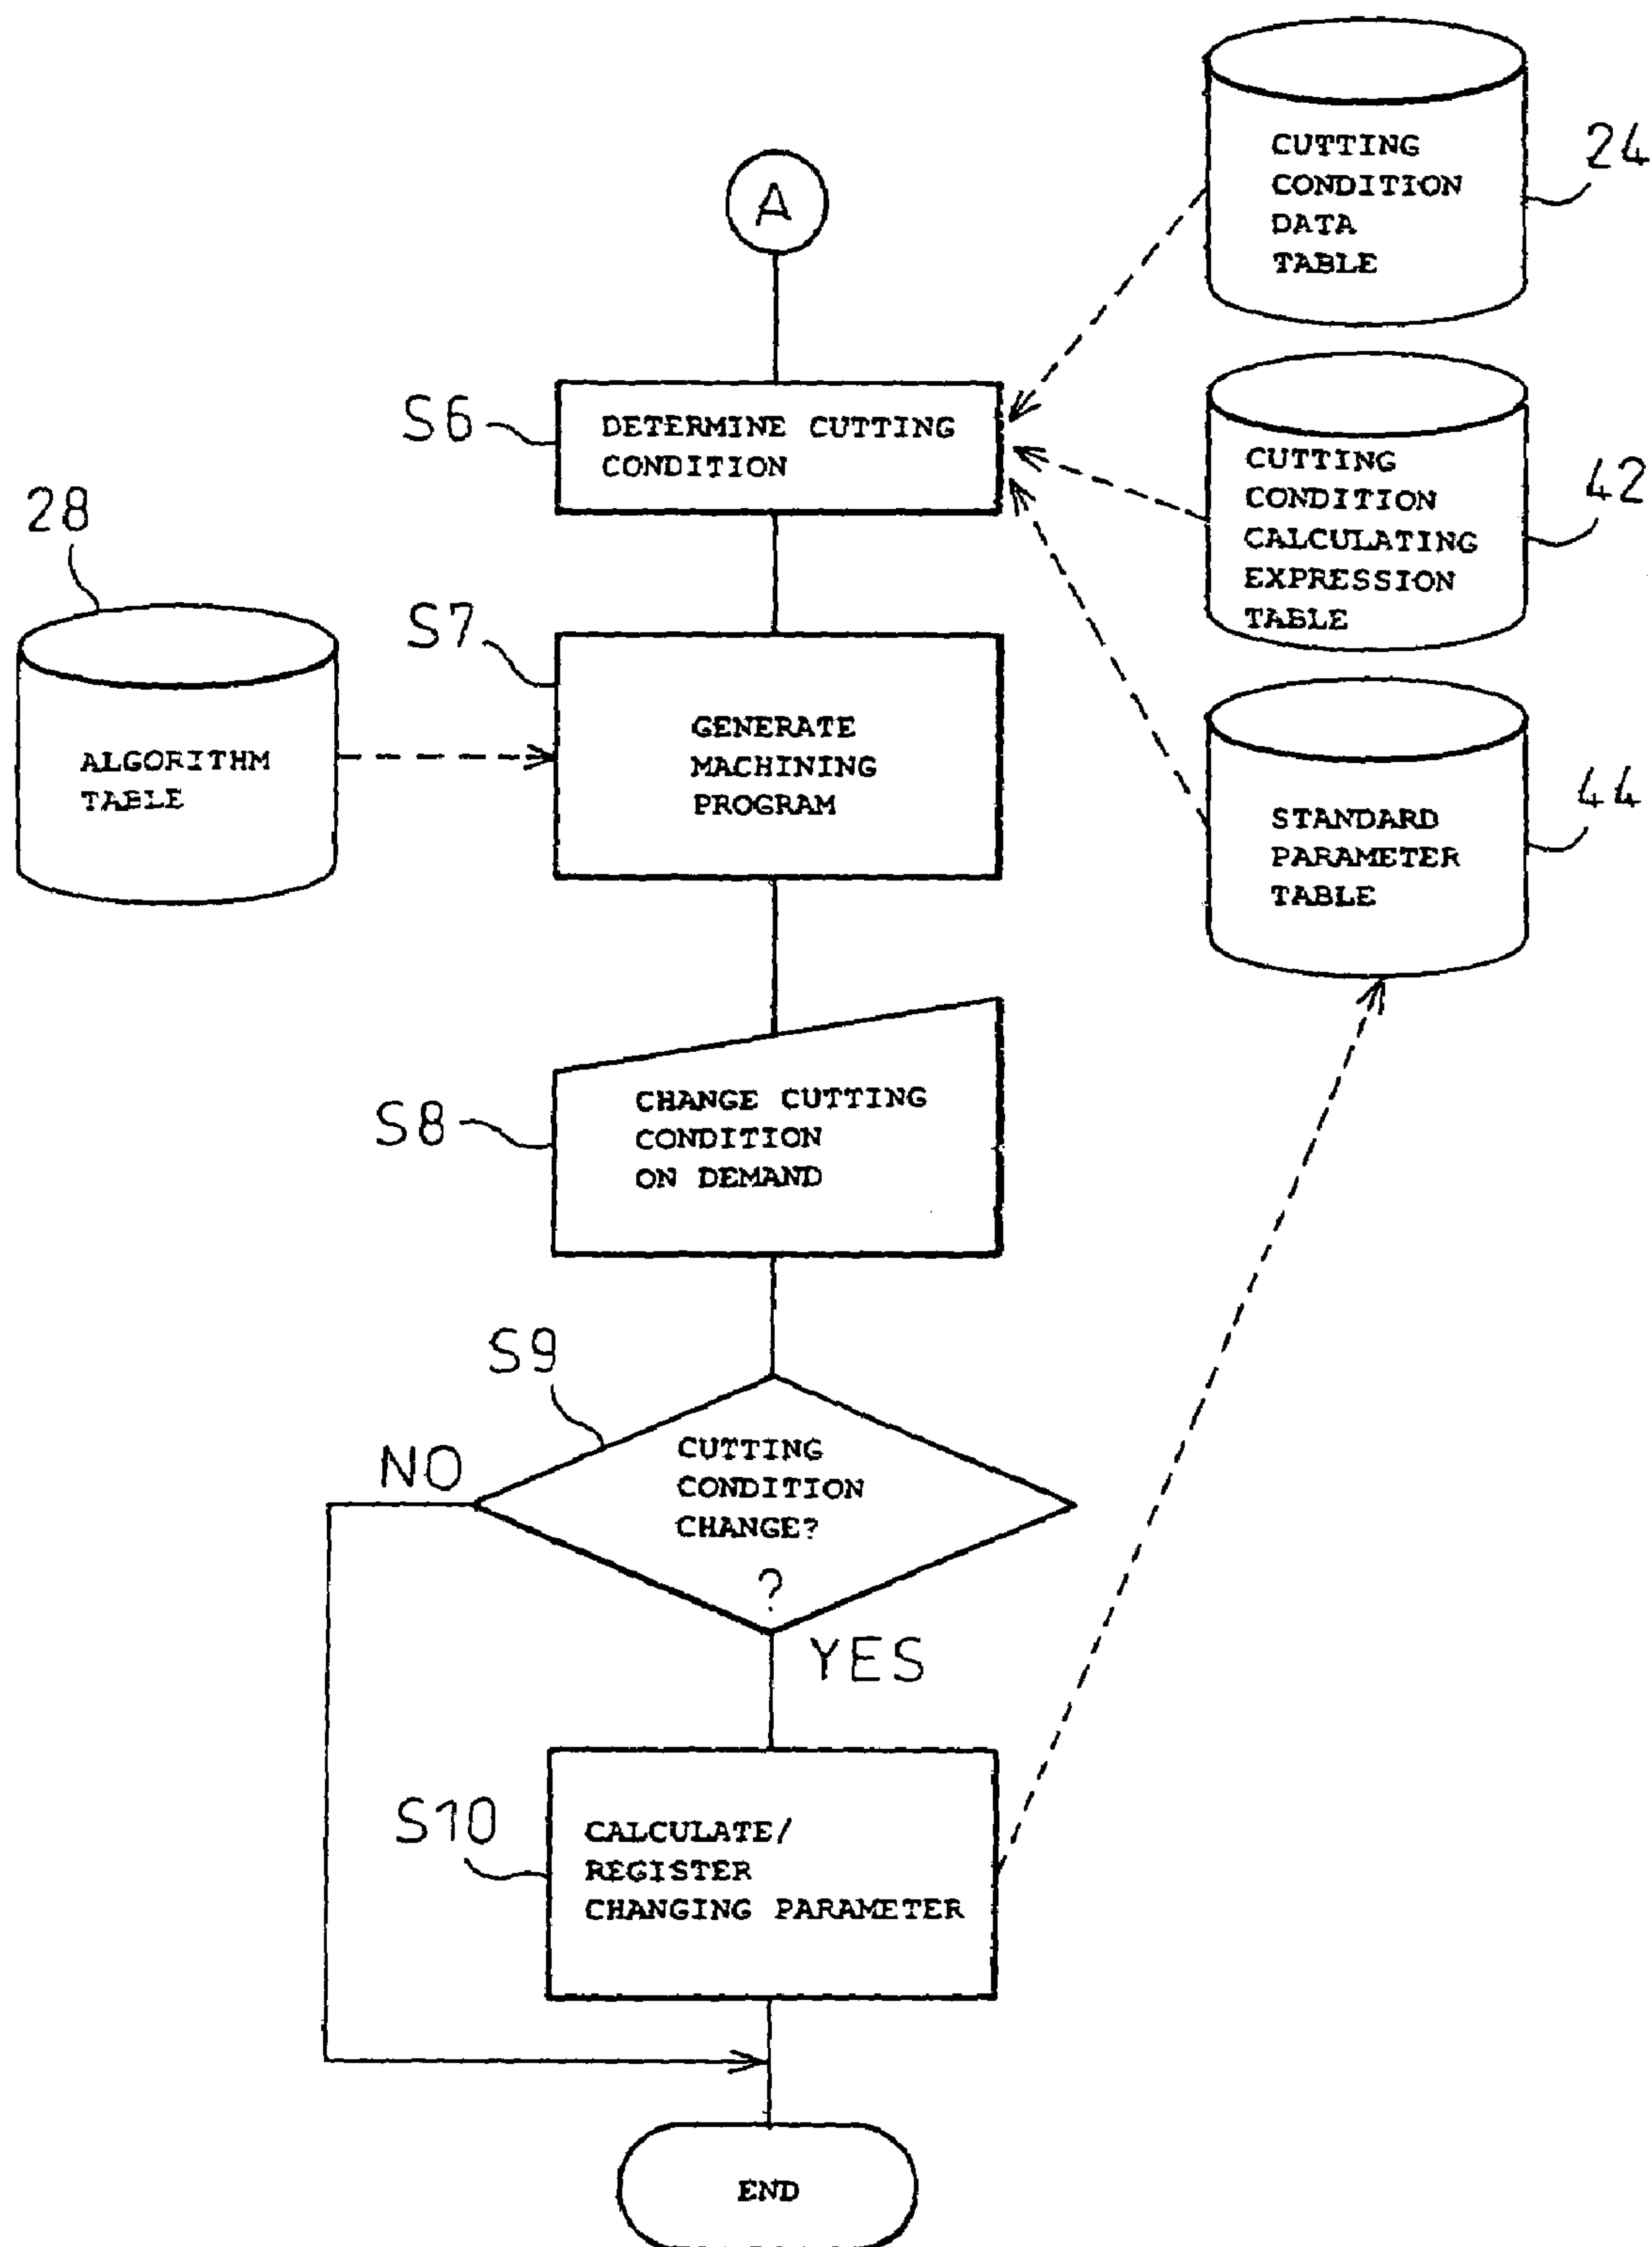 A
CUTTING
CONDITION
DATA
TABLE
24
S6
DETERMINE CUTTING
CONDITION
CUTTING
CONDITION
CALCULATING
EXPRESSION
TABLE
42
28
ALGORITHM
TABLE
S7
GENERATE
MACHINING
PROGRAM
STANDARD
PARAMETER
TABLE
44
S8
CHANGE CUTTING
CONDITION
ON DEMAND
S9
NO
CUTTING
CONDITION
CHANGE?
?
YES
S10
CALCULATE/
REGISTER
CHANGING PARAMETER
END